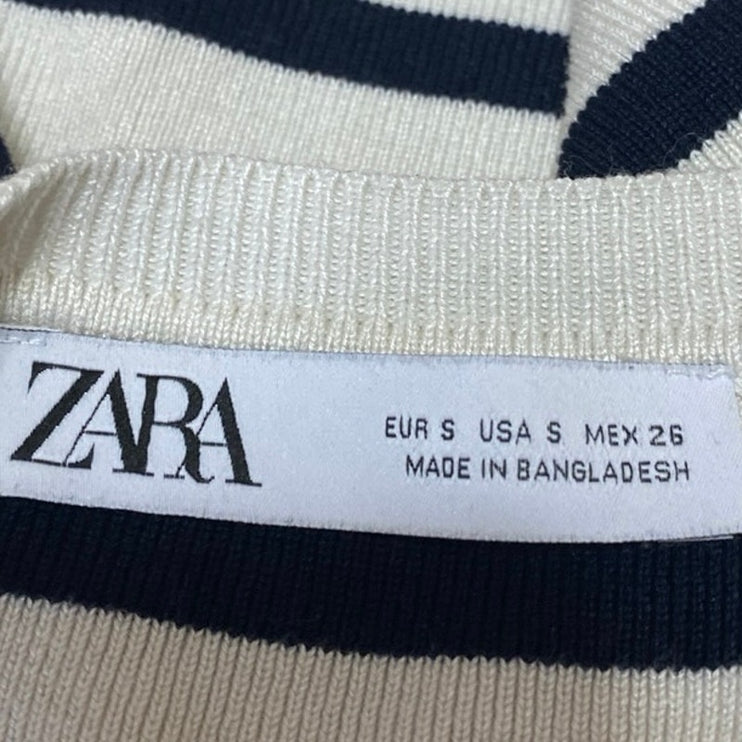 ZARA
EUR S USA S MEX 26
MADE IN BANGLADESH